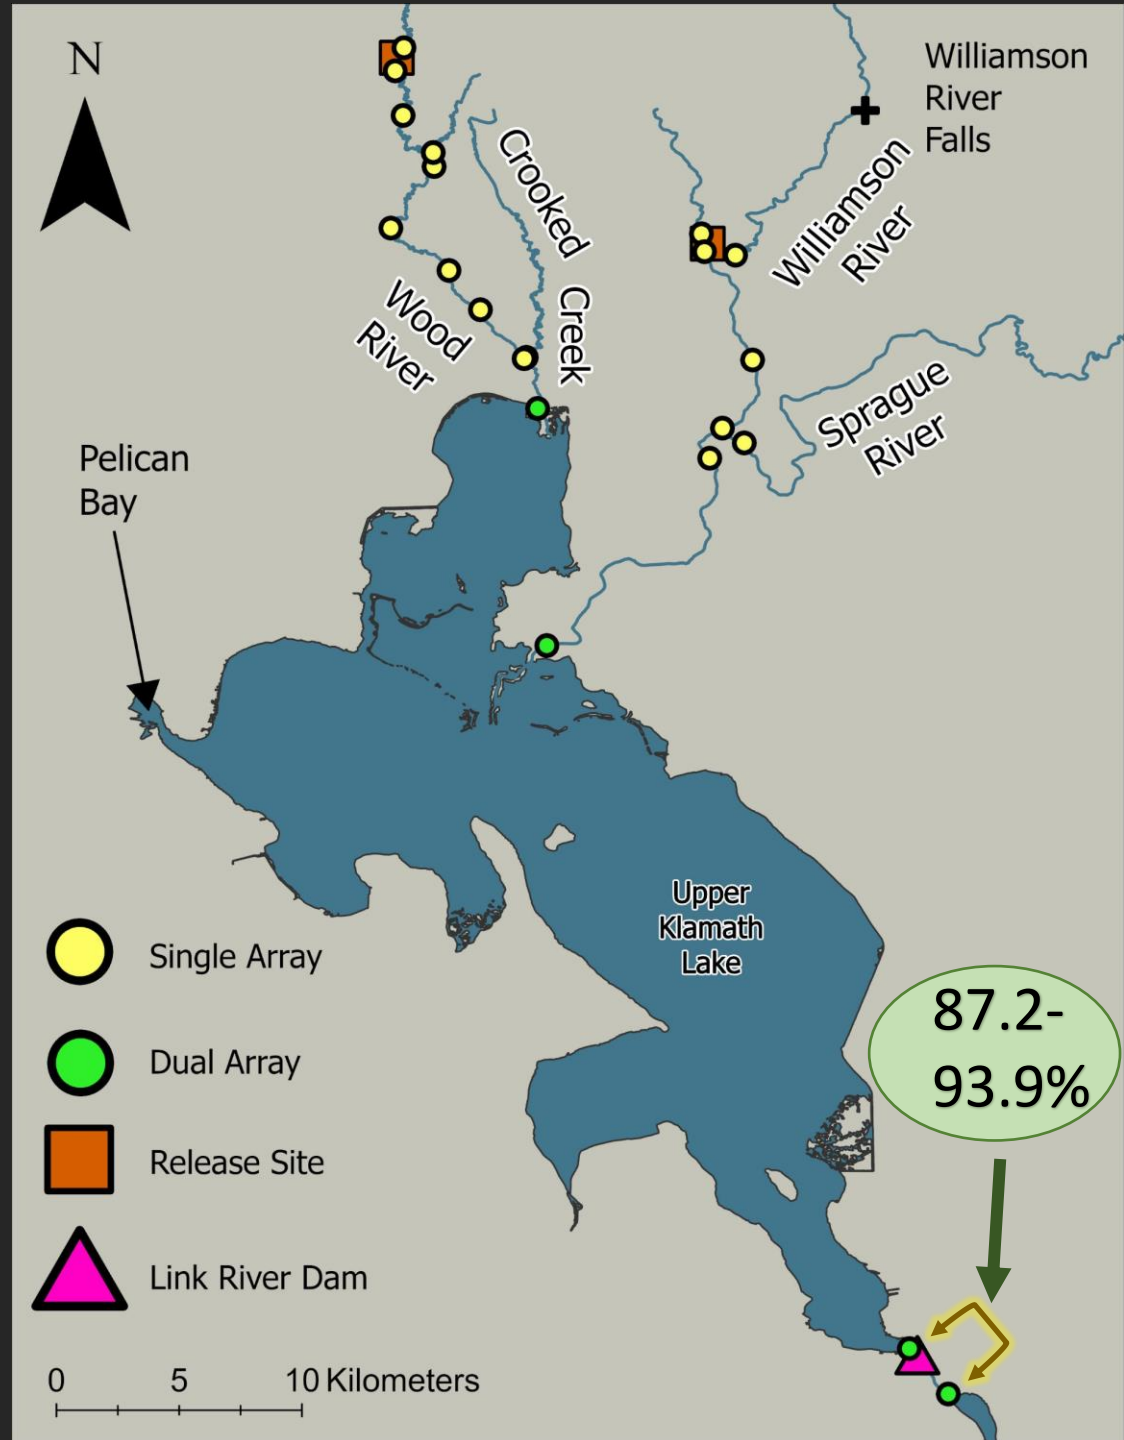 N
Williamson
River
Falls
Crooked
Creek
Williamson
River
Wood
River
Sprague
River
Pelican
Bay
Upper
Klamath
Lake
87.2-
93.9%
Single Array
Dual Array
Release Site
Link River Dam
0 5 10 Kilometers